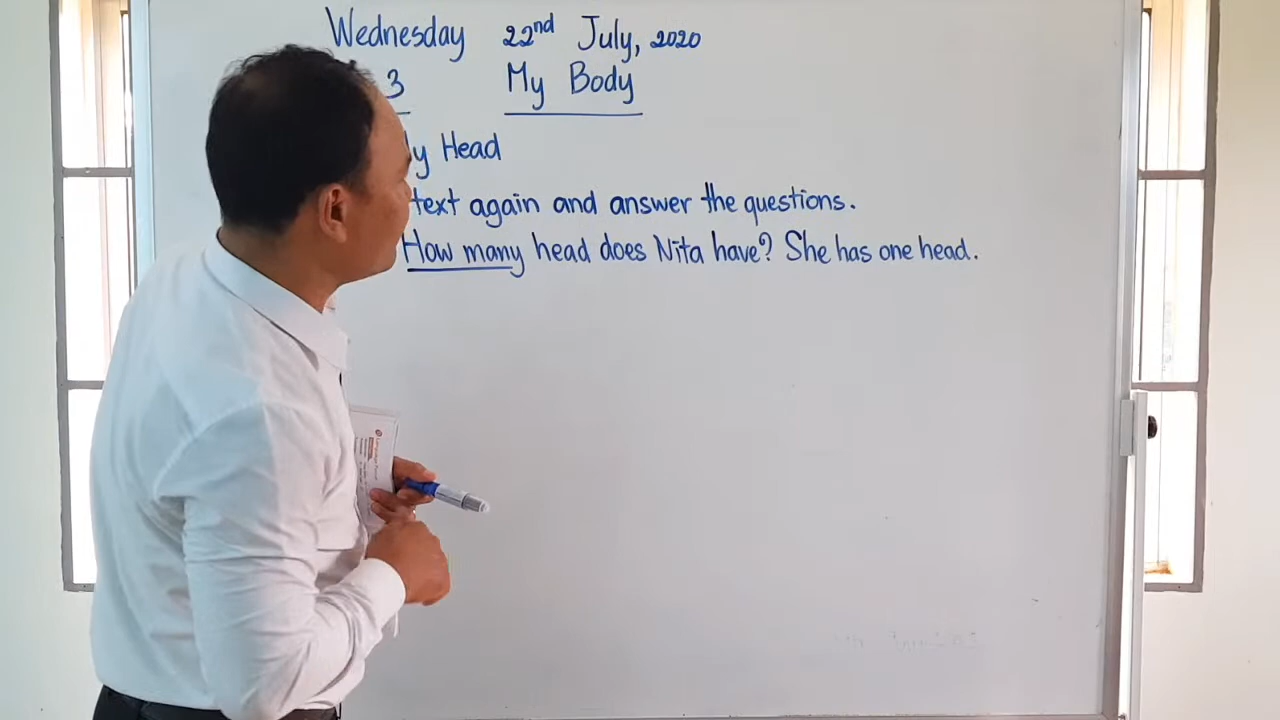 Wednesday 22nd July, 2020
3 My Body
y Head
text again and answer the questions.
How many head does Nita have? She has one head.